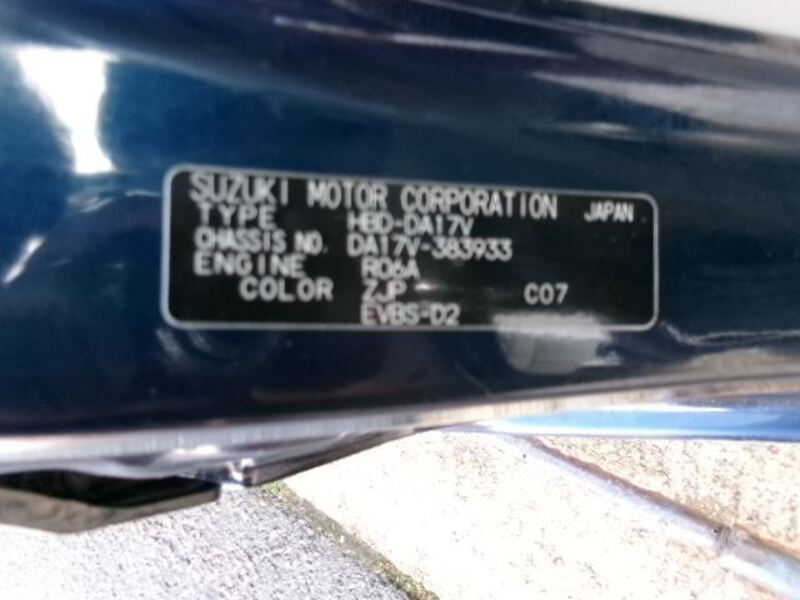 SUZUKI MOTOR CORPORATION JAPAN
TYPE HBD-DA17V
CHASSIS NO. DA17V-383933
ENGINE R06A
COLOR ZJP C07
EVBS-D2